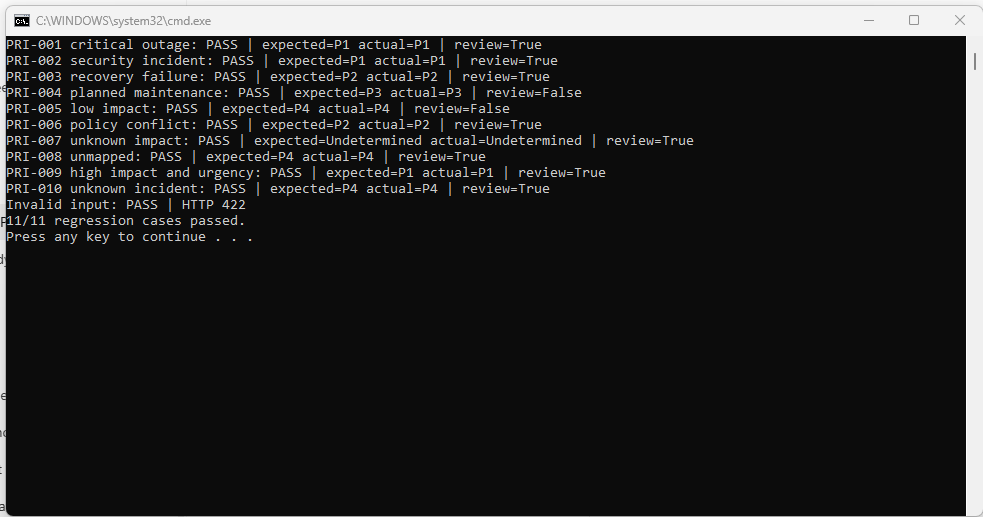 C:\WINDOWS\system32\cmd.exe
PRI-001 critical outage: PASS | expected=P1 actual=P1 | review=True
PRI-002 security incident: PASS | expected=P1 actual=P1 | review=True
PRI-003 recovery failure: PASS | expected=P2 actual=P2 | review=True
PRI-004 planned maintenance: PASS | expected=P3 actual=P3 | review=False
PRI-005 low impact: PASS | expected=P4 actual=P4 | review=False
PRI-006 policy conflict: PASS | expected=P2 actual=P2 | review=True
PRI-007 unknown impact: PASS | expected=Undetermined actual=Undetermined | review=True
PRI-008 unmapped: PASS | expected=P4 actual=P4 | review=True
PRI-009 high impact and urgency: PASS | expected=P1 actual=P1 | review=True
PRI-010 unknown incident: PASS | expected=P4 actual=P4 | review=True
Invalid input: PASS | HTTP 422
11/11 regression cases passed.
Press any key to continue . . .